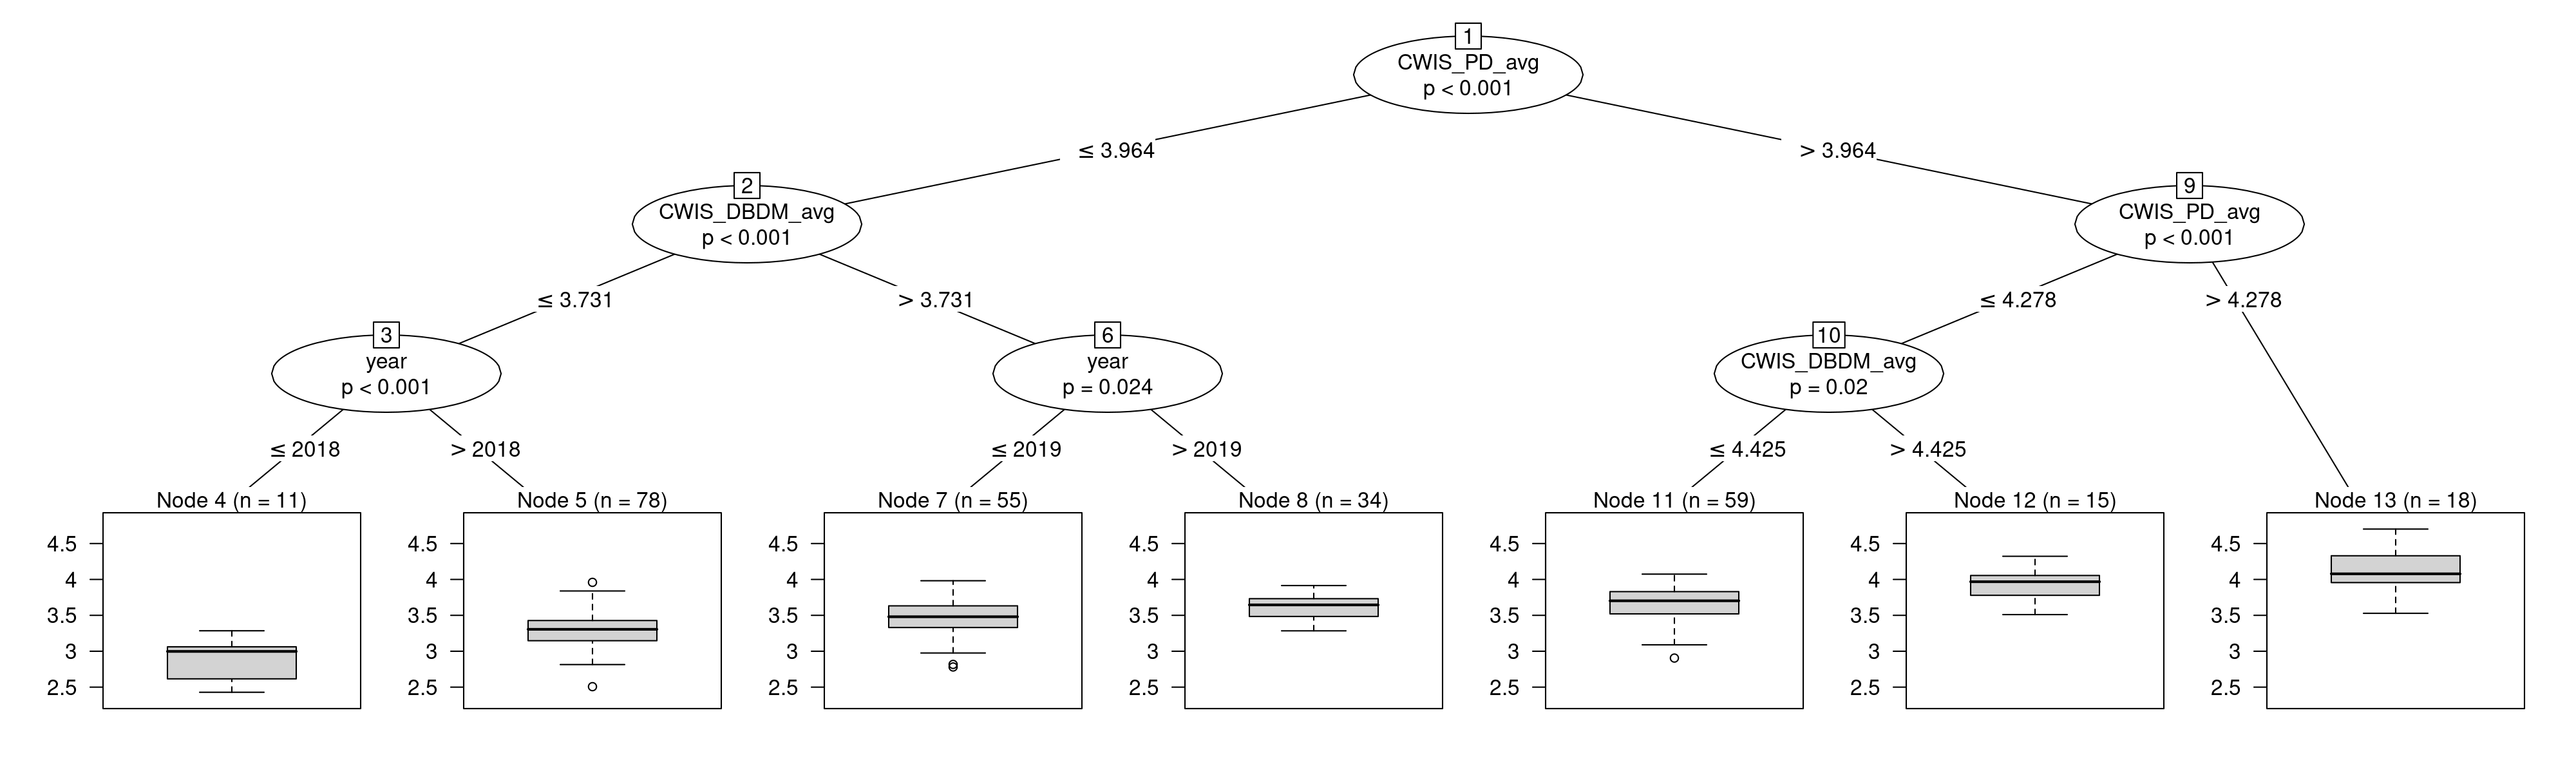 1
CWIS_PD_avg
p < 0.001
≤ 3.964
> 3.964
2
CWIS_DBDM_avg
p < 0.001
9
CWIS_PD_avg
p < 0.001
≤ 3.731
> 3.731
≤ 4.278
> 4.278
3
year
p < 0.001
6
year
p = 0.024
10
CWIS_DBDM_avg
p = 0.02
≤ 2018
> 2018
≤ 2019
> 2019
≤ 4.425
> 4.425
Node 4 (n = 11)
4.5
4
3.5
3
2.5
Node 5 (n = 78)
4.5
4
3.5
3
2.5
Node 7 (n = 55)
4.5
4
3.5
3
2.5
Node 8 (n = 34)
4.5
4
3.5
3
2.5
Node 11 (n = 59)
4.5
4
3.5
3
2.5
Node 12 (n = 15)
4.5
4
3.5
3
2.5
Node 13 (n = 18)
4.5
4
3.5
3
2.5